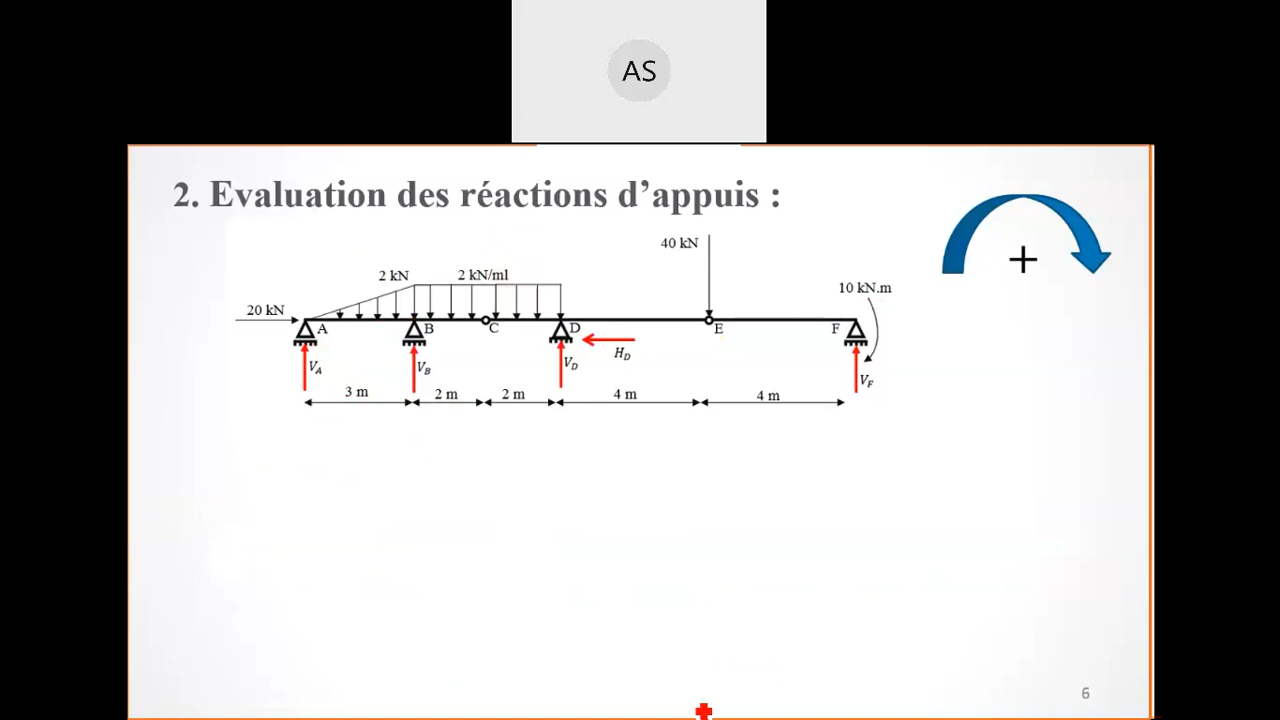 AS
2. Evaluation des réactions d'appuis :
40 kN
2 kN 2 kN/ml
10 kN.m
+
20 kN
A B C D E F
V_A V_B V_D H_D V_F
3 m 2 m 2 m 4 m 4 m
6